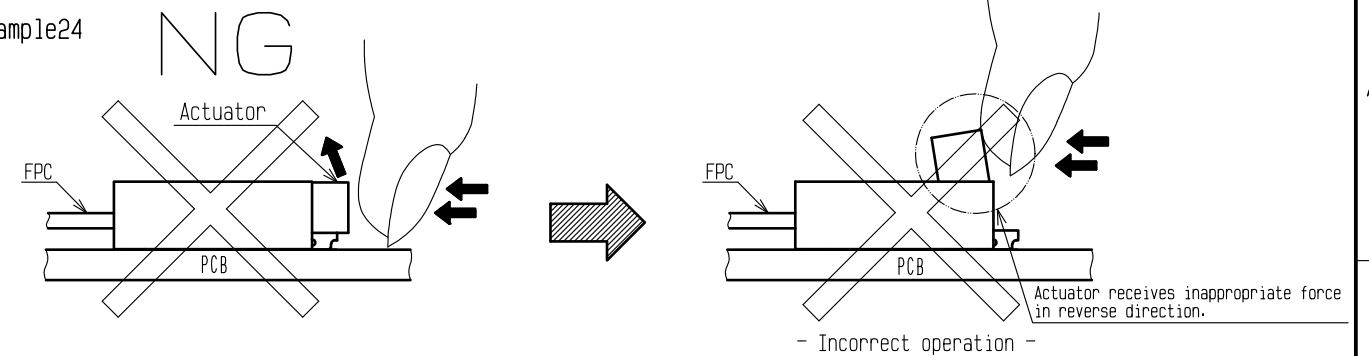 ample24
NG
Actuator
FPC
PCB
FPC
PCB
Actuator receives inappropriate force
in reverse direction.
- Incorrect operation -